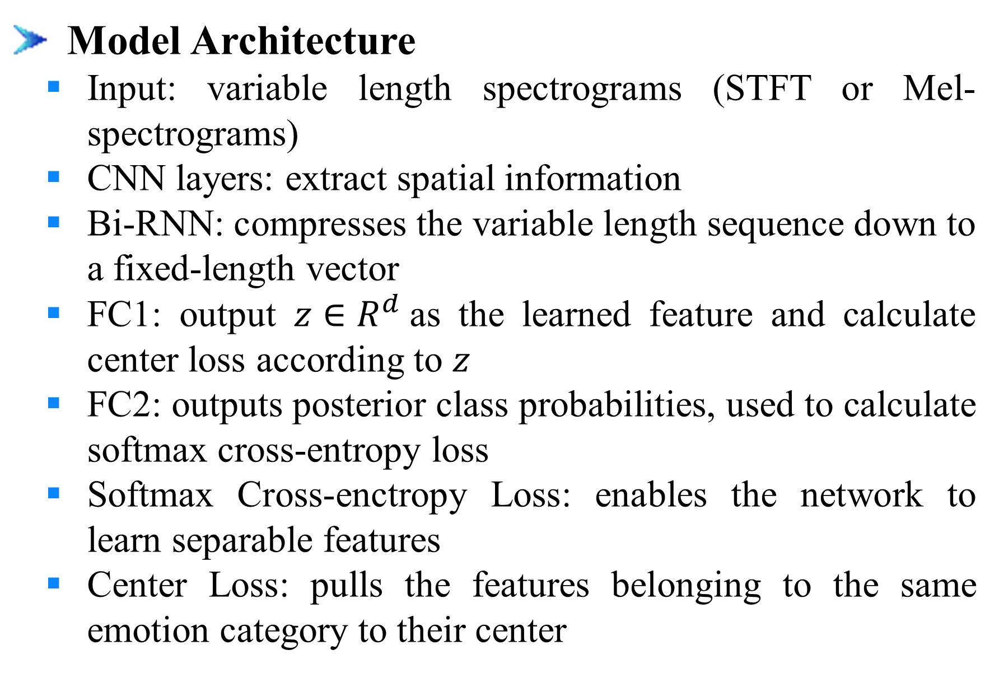 Model Architecture
Input: variable length spectrograms (STFT or Mel-
spectrograms)
CNN layers: extract spatial information
Bi-RNN: compresses the variable length sequence down to
a fixed-length vector
FC1: output z ∈ R^d as the learned feature and calculate
center loss according to z
FC2: outputs posterior class probabilities, used to calculate
softmax cross-entropy loss
Softmax Cross-enctropy Loss: enables the network to
learn separable features
Center Loss: pulls the features belonging to the same
emotion category to their center